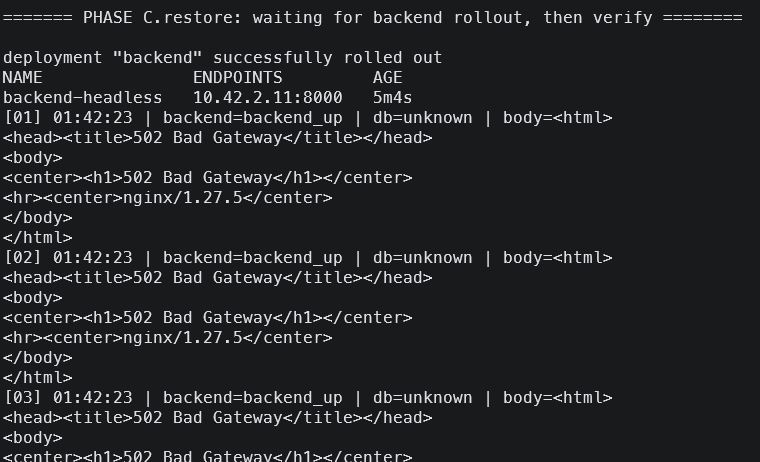 ======= PHASE C.restore: waiting for backend rollout, then verify ========
deployment "backend" successfully rolled out
NAME                ENDPOINTS         AGE
backend-headless   10.42.2.11:8000   5m4s
[01] 01:42:23 | backend=backend_up | db=unknown | body=<html>
<head><title>502 Bad Gateway</title></head>
<body>
<center><h1>502 Bad Gateway</h1></center>
<hr><center>nginx/1.27.5</center>
</body>
</html>
[02] 01:42:23 | backend=backend_up | db=unknown | body=<html>
<head><title>502 Bad Gateway</title></head>
<body>
<center><h1>502 Bad Gateway</h1></center>
<hr><center>nginx/1.27.5</center>
</body>
</html>
[03] 01:42:23 | backend=backend_up | db=unknown | body=<html>
<head><title>502 Bad Gateway</title></head>
<body>
<center><h1>502 Bad Gateway</h1></center>